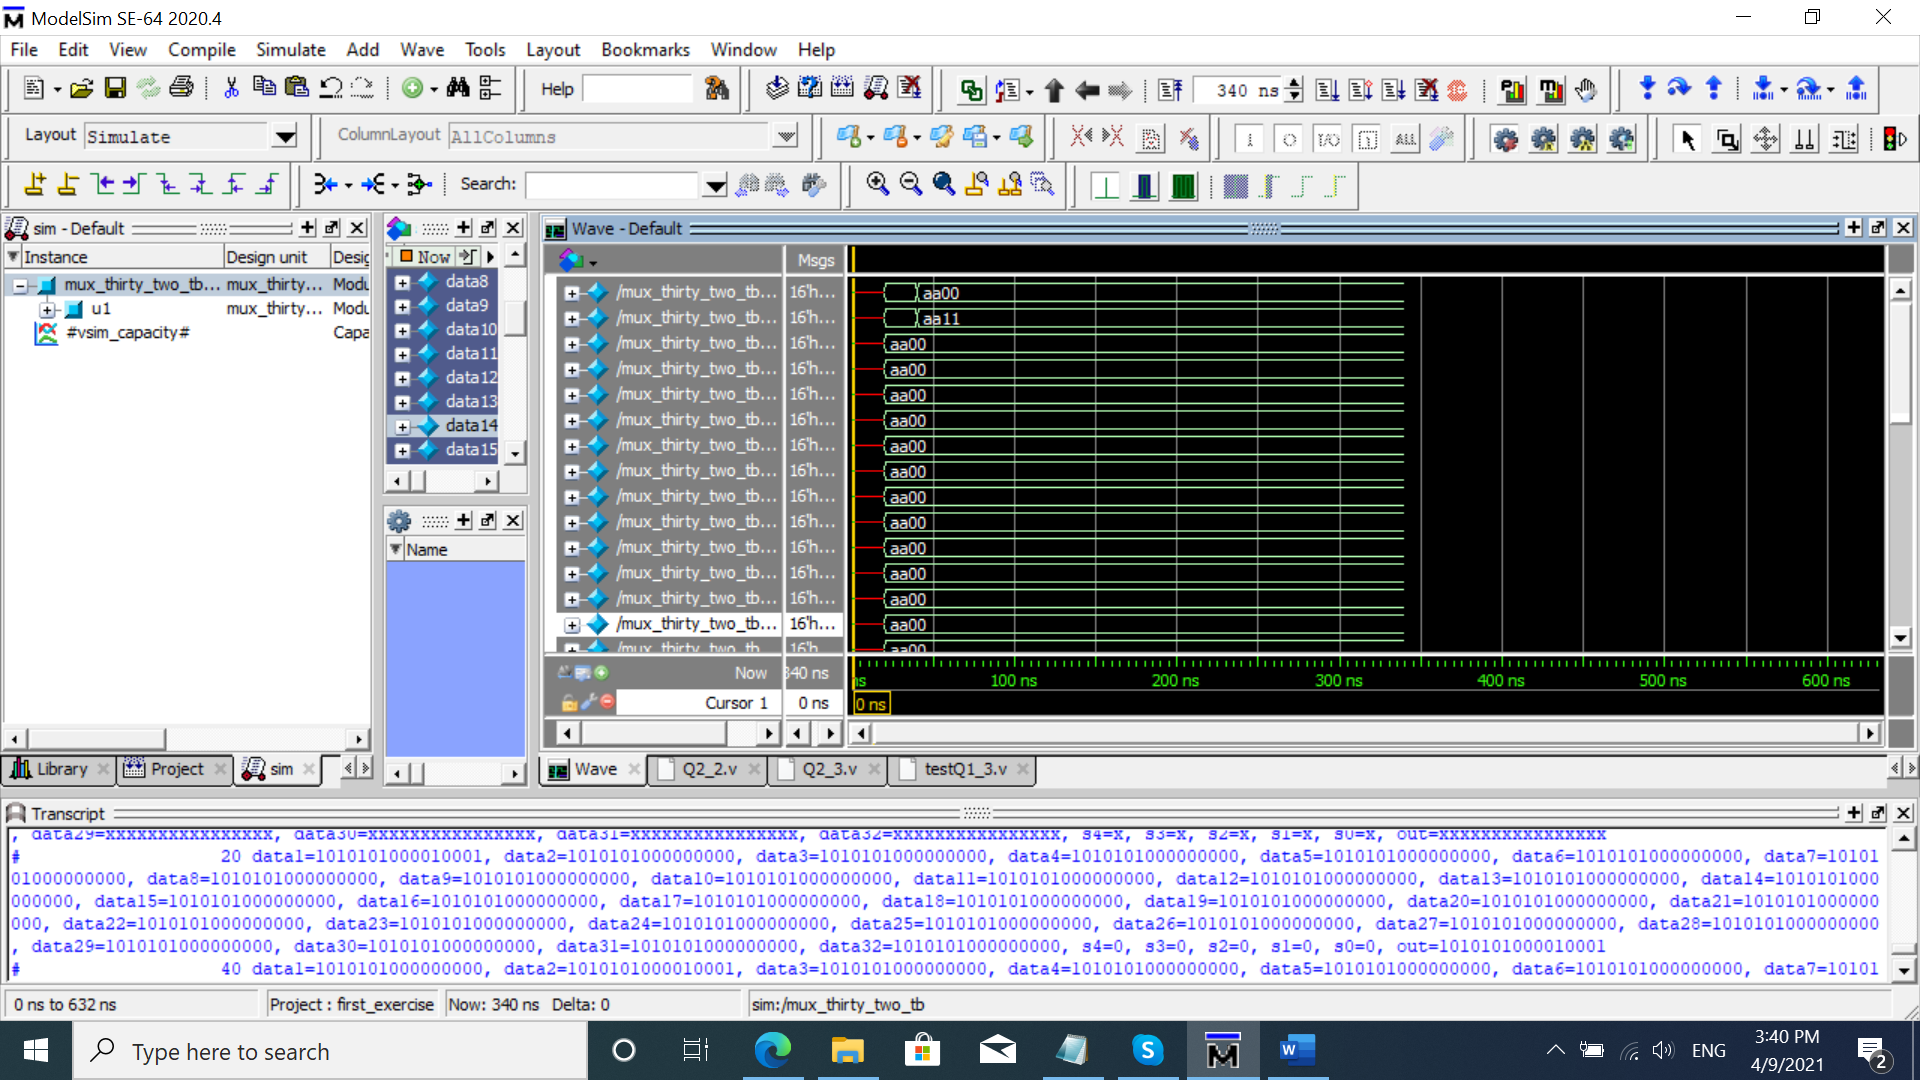 ModelSim SE-64 2020.4
File Edit View Compile Simulate Add Wave Tools Layout Bookmarks Window Help
Help
340 ns
Layout Simulate
ColumnLayout AllColumns
Search:
sim - Default
Instance Design unit Desig
mux_thirty_two_tb... mux_thirty... Modu
u1 mux_thirty... Modu
#vsim_capacity# Capa
Now
data8
data9
data10
data11
data12
data13
data14
data15
Name
Wave - Default
Msgs
/mux_thirty_two_tb... 16'h... aa00
/mux_thirty_two_tb... 16'h... aa11
/mux_thirty_two_tb... 16'h... aa00
/mux_thirty_two_tb... 16'h... aa00
/mux_thirty_two_tb... 16'h... aa00
/mux_thirty_two_tb... 16'h... aa00
/mux_thirty_two_tb... 16'h... aa00
/mux_thirty_two_tb... 16'h... aa00
/mux_thirty_two_tb... 16'h... aa00
/mux_thirty_two_tb... 16'h... aa00
/mux_thirty_two_tb... 16'h... aa00
/mux_thirty_two_tb... 16'h... aa00
/mux_thirty_two_tb... 16'h... aa00
/mux_thirty_two_tb... 16'h... aa00
Now 340 ns
100 ns 200 ns 300 ns 400 ns 500 ns 600 ns
Cursor 1 0 ns 0 ns
Library Project sim
Wave Q2_2.v Q2_3.v testQ1_3.v
Transcript
, data29=xxxxxxxxxxxxxxxx, data30=xxxxxxxxxxxxxxxx, data31=xxxxxxxxxxxxxxxx, data32=xxxxxxxxxxxxxxxx, s4=x, s3=x, s2=x, s1=x, s0=x, out=xxxxxxxxxxxxxxxx
# 20 data1=1010101000010001, data2=1010101000000000, data3=1010101000000000, data4=1010101000000000, data5=1010101000000000, data6=1010101000000000, data7=10101
01000000000, data8=1010101000000000, data9=1010101000000000, data10=1010101000000000, data11=1010101000000000, data12=1010101000000000, data13=1010101000000000, data14=1010101000
000000, data15=1010101000000000, data16=1010101000000000, data17=1010101000000000, data18=1010101000000000, data19=1010101000000000, data20=1010101000000000, data21=1010101000000
000, data22=1010101000000000, data23=1010101000000000, data24=1010101000000000, data25=1010101000000000, data26=1010101000000000, data27=1010101000000000, data28=1010101000000000
, data29=1010101000000000, data30=1010101000000000, data31=1010101000000000, data32=1010101000000000, s4=0, s3=0, s2=0, s1=0, s0=0, out=1010101000010001
# 40 data1=1010101000000000, data2=1010101000010001, data3=1010101000000000, data4=1010101000000000, data5=1010101000000000, data6=1010101000000000, data7=10101
0 ns to 632 ns Project : first_exercise Now: 340 ns Delta: 0 sim:/mux_thirty_two_tb
Type here to search
ENG
3:40 PM
4/9/2021
2